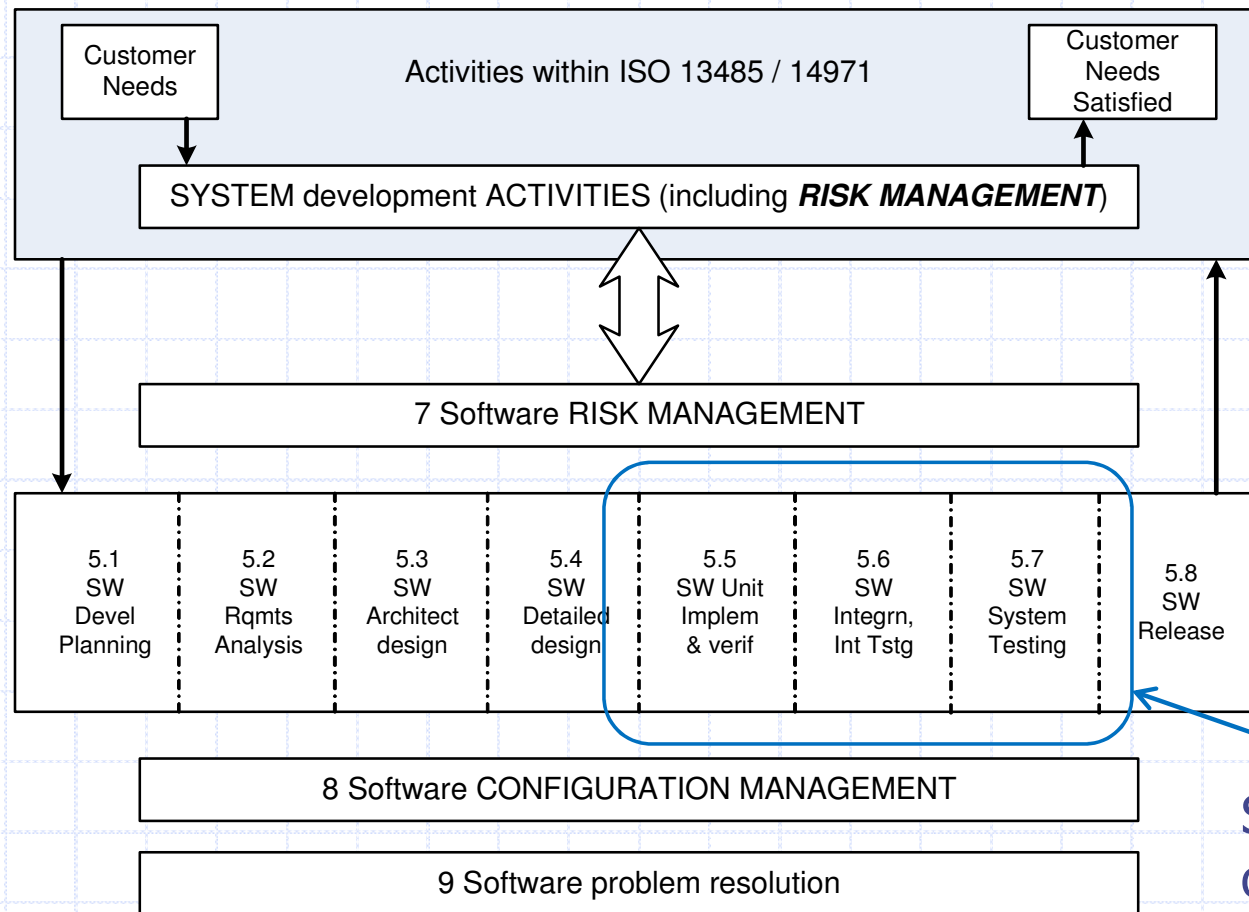 Customer
Needs
Activities within ISO 13485 / 14971
Customer
Needs
Satisfied
SYSTEM development ACTIVITIES (including RISK MANAGEMENT)
7 Software RISK MANAGEMENT
5.1
SW
Devel
Planning
5.2
SW
Rqmts
Analysis
5.3
SW
Architect
design
5.4
SW
Detailed
design
5.5
SW Unit
Implem
& verif
5.6
SW
Integrn,
Int Tstg
5.7
SW
System
Testing
5.8
SW
Release
8 Software CONFIGURATION MANAGEMENT
9 Software problem resolution